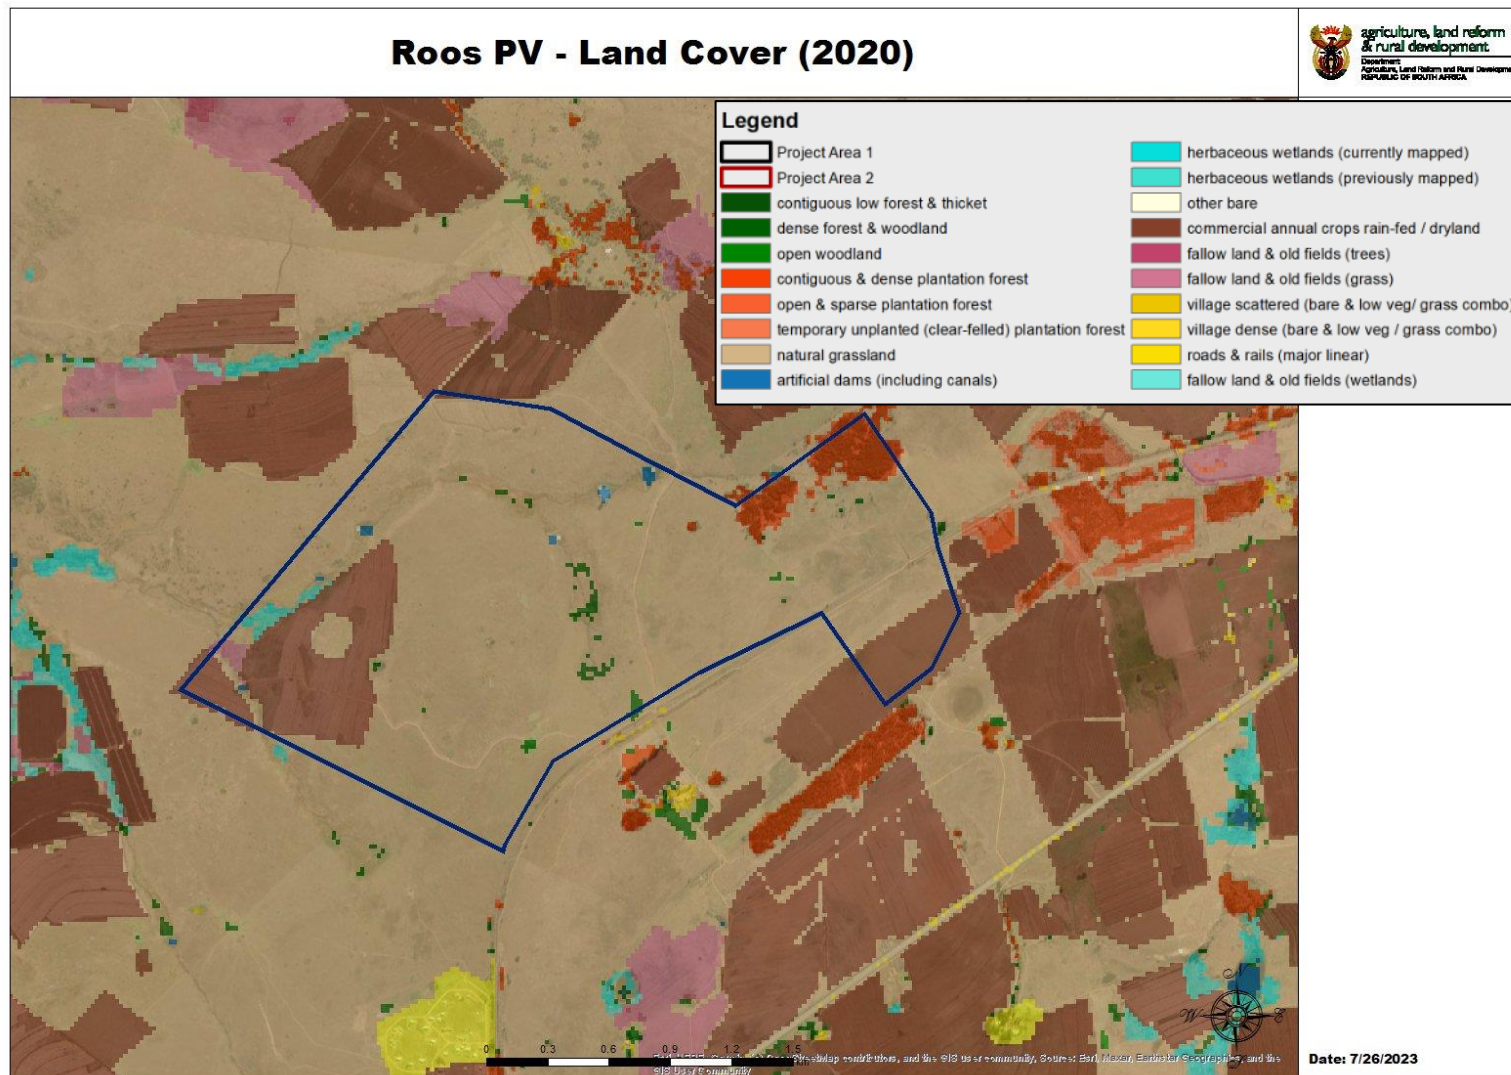 Roos PV - Land Cover (2020)
agriculture, land reform
& rural development
Department:
Agriculture, Land Reform and Rural Developme
REPUBLIC OF SOUTH AFRICA
Legend
Project Area 1
Project Area 2
contiguous low forest & thicket
dense forest & woodland
open woodland
contiguous & dense plantation forest
open & sparse plantation forest
temporary unplanted (clear-felled) plantation forest
natural grassland
artificial dams (including canals)
herbaceous wetlands (currently mapped)
herbaceous wetlands (previously mapped)
other bare
commercial annual crops rain-fed / dryland
fallow land & old fields (trees)
fallow land & old fields (grass)
village scattered (bare & low veg/ grass combo)
village dense (bare & low veg / grass combo)
roads & rails (major linear)
fallow land & old fields (wetlands)
N
W E
0 0.3 0.6 0.9 1.2 1.5
contributors, and the GIS user community, Source: Esri, Maxar, Earthstar Geographics, and the
GIS User Community
Date: 7/26/2023